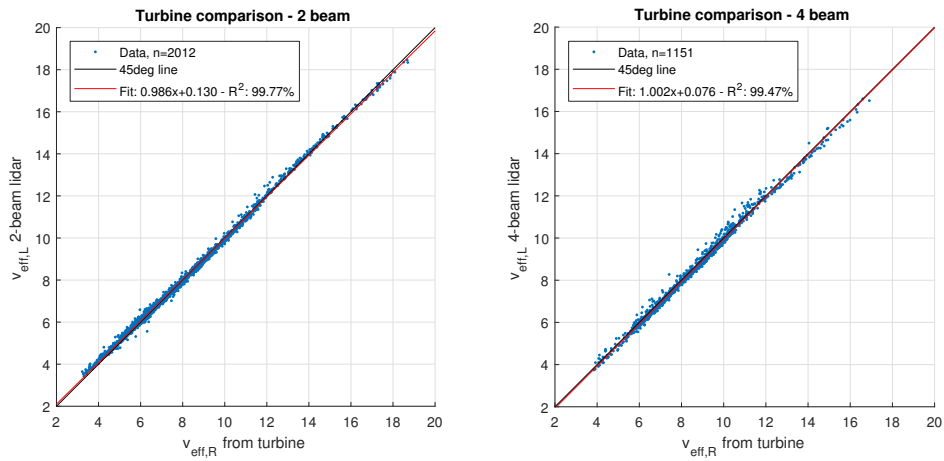 Turbine comparison - 2 beam
Data, n=2012
45deg line
Fit: 0.986x+0.130 - R²: 99.77%
20
18
16
14
12
10
8
6
4
2
v_eff,L 2-beam lidar
2 4 6 8 10 12 14 16 18 20
v_eff,R from turbine
Turbine comparison - 4 beam
Data, n=1151
45deg line
Fit: 1.002x+0.076 - R²: 99.47%
20
18
16
14
12
10
8
6
4
2
v_eff,L 4-beam lidar
2 4 6 8 10 12 14 16 18 20
v_eff,R from turbine